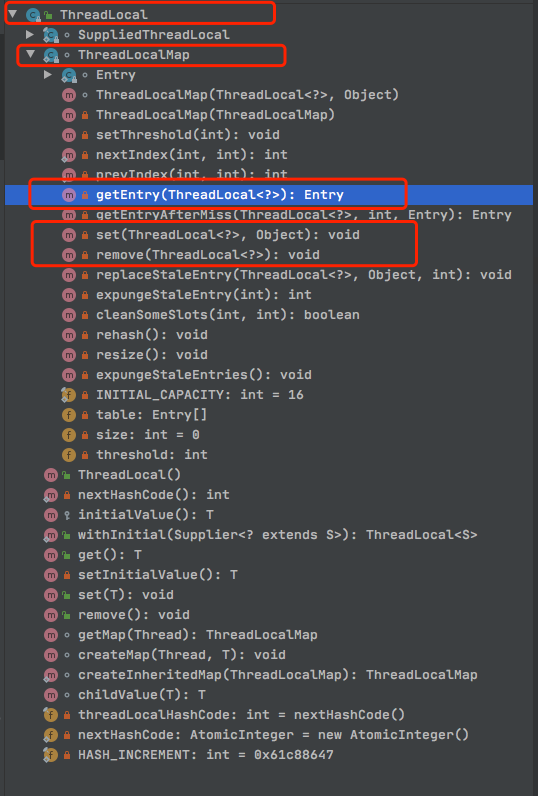 ThreadLocal
SuppliedThreadLocal
ThreadLocalMap
Entry
ThreadLocalMap(ThreadLocal<?>, Object)
ThreadLocalMap(ThreadLocalMap)
setThreshold(int): void
nextIndex(int, int): int
prevIndex(int, int): int
getEntry(ThreadLocal<?>): Entry
getEntryAfterMiss(ThreadLocal<?>, int, Entry): Entry
set(ThreadLocal<?>, Object): void
remove(ThreadLocal<?>): void
replaceStaleEntry(ThreadLocal<?>, Object, int): void
expungeStaleEntry(int): int
cleanSomeSlots(int, int): boolean
rehash(): void
resize(): void
expungeStaleEntries(): void
INITIAL_CAPACITY: int = 16
table: Entry[]
size: int = 0
threshold: int
ThreadLocal()
nextHashCode(): int
initialValue(): T
withInitial(Supplier<? extends S>): ThreadLocal<S>
get(): T
setInitialValue(): T
set(T): void
remove(): void
getMap(Thread): ThreadLocalMap
createMap(Thread, T): void
createInheritedMap(ThreadLocalMap): ThreadLocalMap
childValue(T): T
threadLocalHashCode: int = nextHashCode()
nextHashCode: AtomicInteger = new AtomicInteger()
HASH_INCREMENT: int = 0x61c88647